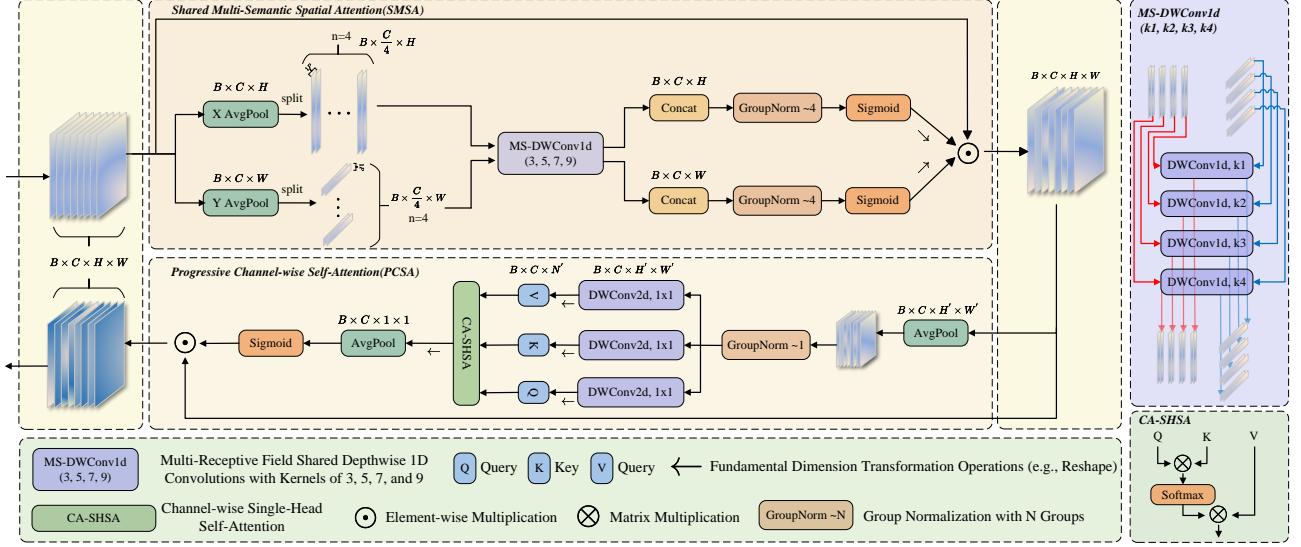 Shared Multi-Semantic Spatial Attention(SMSA)
n=4
B × C/4 × H
B × C × H
X AvgPool
split
B × C × W
Y AvgPool
split
B × C/4 × W
n=4
MS-DWConv1d
(3, 5, 7, 9)
B × C × H
Concat
GroupNorm ~4
Sigmoid
B × C × W
Concat
GroupNorm ~4
Sigmoid
B × C × H × W
B × C × H × W
Progressive Channel-wise Self-Attention(PCSA)
B × C × N′
B × C × H′ × W′
V
DWConv2d, 1x1
K
DWConv2d, 1x1
Q
DWConv2d, 1x1
CA-SHSA
B × C × 1 × 1
AvgPool
Sigmoid
GroupNorm ~1
B × C × H′ × W′
AvgPool
MS-DWConv1d
(k1, k2, k3, k4)
DWConv1d, k1
DWConv1d, k2
DWConv1d, k3
DWConv1d, k4
CA-SHSA
Q K V
Softmax
MS-DWConv1d
(3, 5, 7, 9)
Multi-Receptive Field Shared Depthwise 1D
Convolutions with Kernels of 3, 5, 7, and 9
Q Query
K Key
V Query
Fundamental Dimension Transformation Operations (e.g., Reshape)
CA-SHSA
Channel-wise Single-Head
Self-Attention
Element-wise Multiplication
Matrix Multiplication
GroupNorm ~N
Group Normalization with N Groups